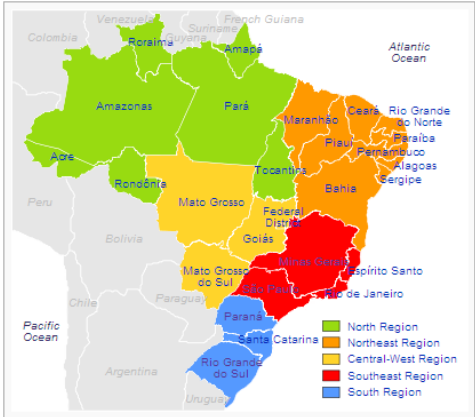 Venezuela
French Guiana
Suriname
Guyana
Colombia
Roraima
Amapá
Atlantic
Ocean
Amazonas
Pará
Maranhão
Ceará
Rio Grande
do Norte
Paraíba
Piauí
Pernambuco
Acre
Rondônia
Tocantins
Alagoas
Sergipe
Bahia
Peru
Mato Grosso
Federal
District
Bolivia
Goiás
Mato Grosso
do Sul
Minas Gerais
Espírito Santo
São Paulo
Rio de Janeiro
Chile
Paraguay
Paraná
Pacific
Ocean
Santa Catarina
Rio Grande
do Sul
Argentina
Uruguay
North Region
Northeast Region
Central-West Region
Southeast Region
South Region